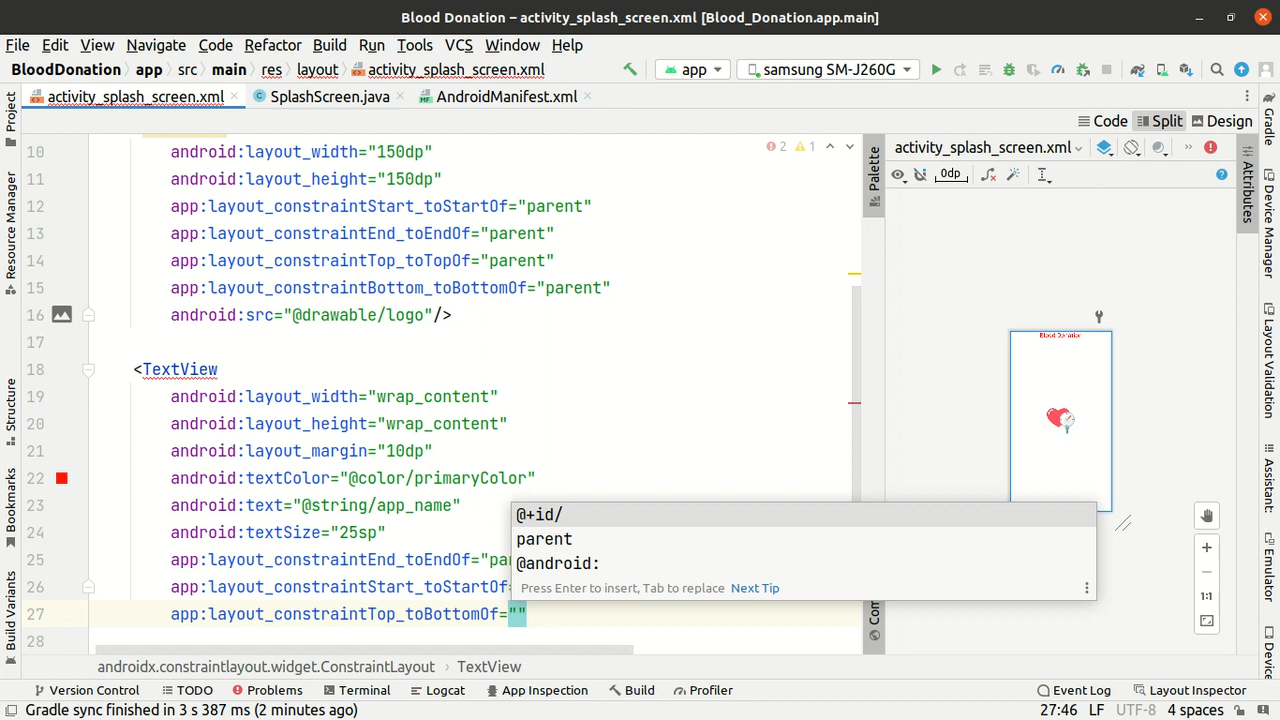 Blood Donation – activity_splash_screen.xml [Blood_Donation.app.main]
File Edit View Navigate Code Refactor Build Run Tools VCS Window Help
BloodDonation app src main res layout activity_splash_screen.xml app samsung SM-J260G
activity_splash_screen.xml SplashScreen.java AndroidManifest.xml
Code Split Design
Project
Resource Manager
Structure
Bookmarks
Build Variants
2 1
10 android:layout_width="150dp"
11 android:layout_height="150dp"
12 app:layout_constraintStart_toStartOf="parent"
13 app:layout_constraintEnd_toEndOf="parent"
14 app:layout_constraintTop_toTopOf="parent"
15 app:layout_constraintBottom_toBottomOf="parent"
16 android:src="@drawable/logo"/>
17
18 <TextView
19 android:layout_width="wrap_content"
20 android:layout_height="wrap_content"
21 android:layout_margin="10dp"
22 android:textColor="@color/primaryColor"
23 android:text="@string/app_name"
24 android:textSize="25sp"
25 app:layout_constraintEnd_toEndOf="pa
26 app:layout_constraintStart_toStartOf=
27 app:layout_constraintTop_toBottomOf=""
28
@+id/
parent
@android:
Press Enter to insert, Tab to replace Next Tip
Palette
Com
activity_splash_screen.xml
0dp
Blood Donation
1:1
Attributes
Gradle
Device Manager
Layout Validation
Assistant:
Emulator
Device
androidx.constraintlayout.widget.ConstraintLayout TextView
Version Control TODO Problems Terminal Logcat App Inspection Build Profiler Event Log Layout Inspector
Gradle sync finished in 3 s 387 ms (2 minutes ago) 27:46 LF UTF-8 4 spaces